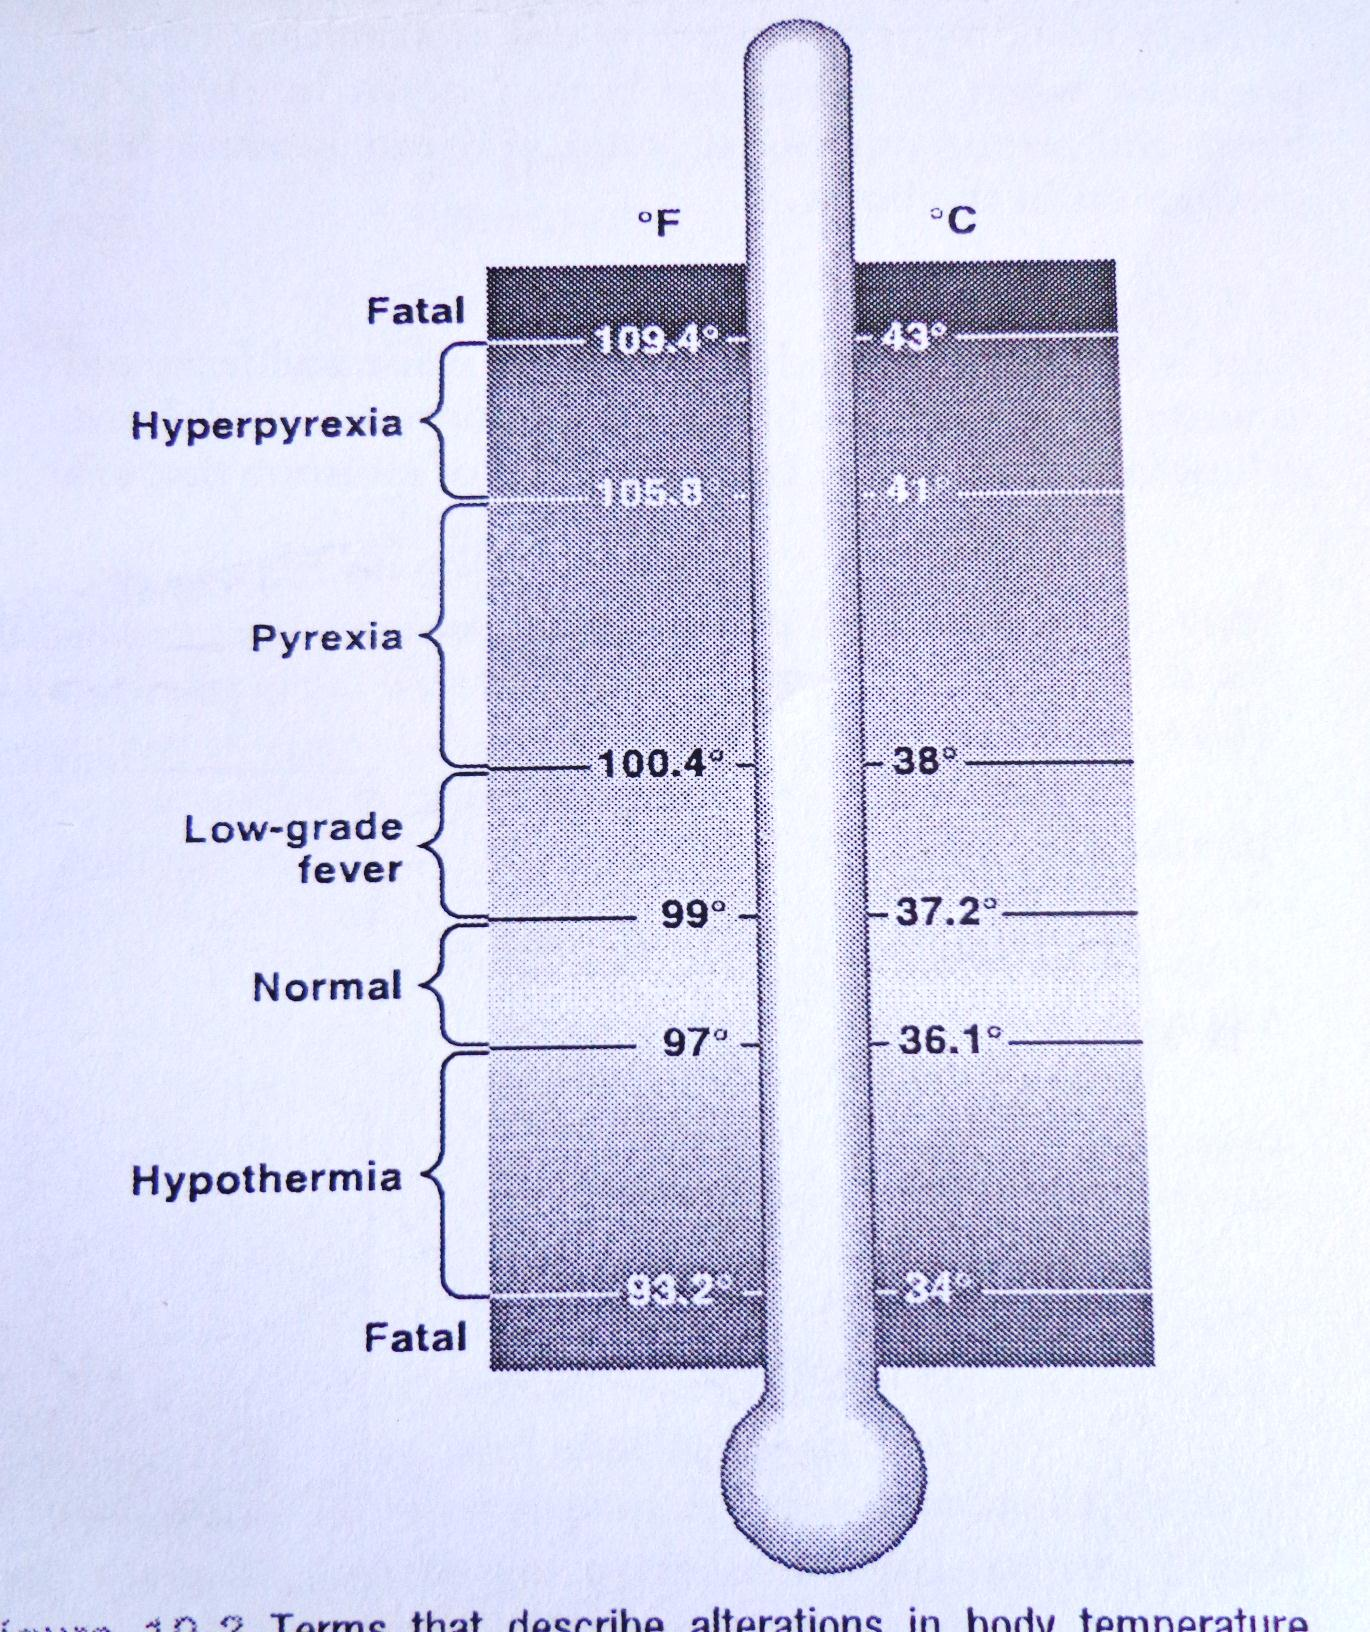 °F °C
Fatal
109.4° 43°
Hyperpyrexia
105.8 41°
Pyrexia
100.4° 38°
Low-grade
fever
99° 37.2°
Normal
97° 36.1°
Hypothermia
93.2° 34°
Fatal
Terms that describe alterations in body temperature